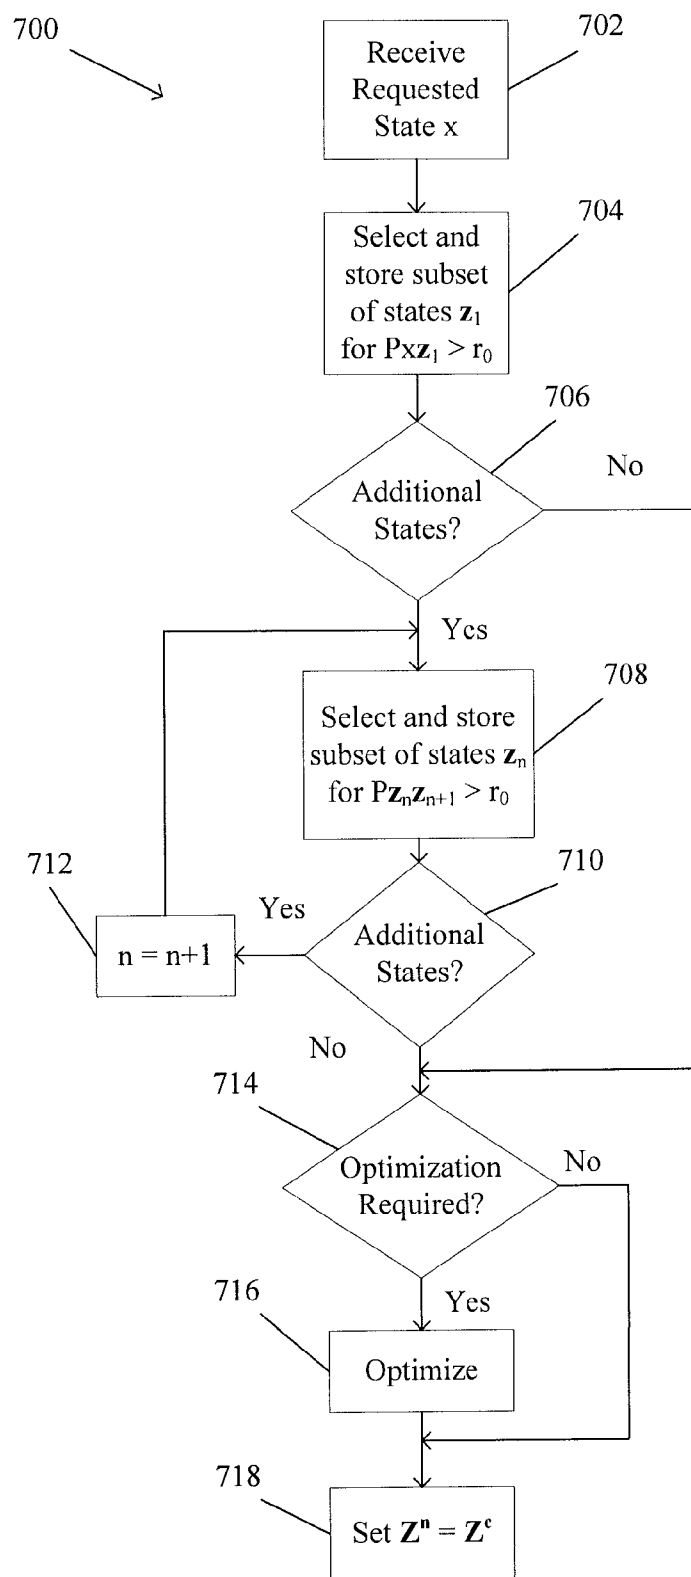 700
702
Receive
Requested
State x
704
Select and
store subset
of states z₁
for Pxz₁ > r₀
706
No
Additional
States?
Yes
708
Select and store
subset of states zₙ
for Pzₙzₙ₊₁ > r₀
712
710
Yes
n = n+1
Additional
States?
No
714
Optimization
Required?
No
716
Yes
Optimize
718
Set Zⁿ = Zᶜ